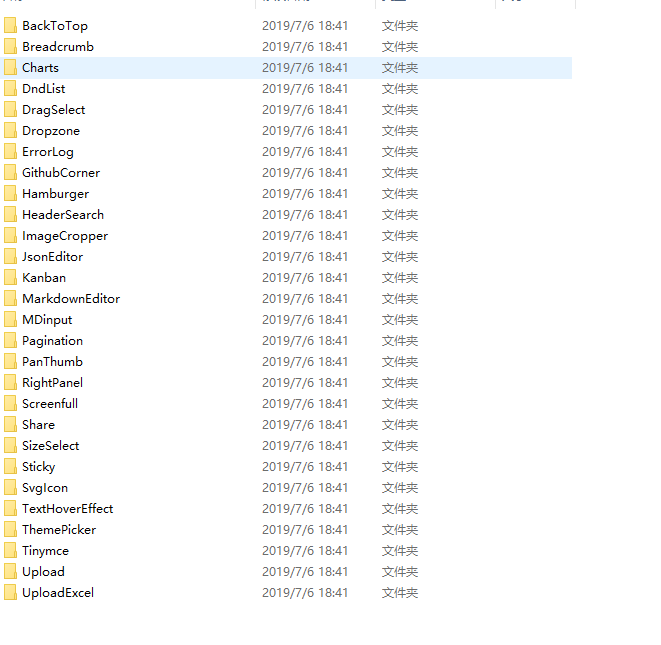 BackToTop 2019/7/6 18:41 文件夹
Breadcrumb 2019/7/6 18:41 文件夹
Charts 2019/7/6 18:41 文件夹
DndList 2019/7/6 18:41 文件夹
DragSelect 2019/7/6 18:41 文件夹
Dropzone 2019/7/6 18:41 文件夹
ErrorLog 2019/7/6 18:41 文件夹
GithubCorner 2019/7/6 18:41 文件夹
Hamburger 2019/7/6 18:41 文件夹
HeaderSearch 2019/7/6 18:41 文件夹
ImageCropper 2019/7/6 18:41 文件夹
JsonEditor 2019/7/6 18:41 文件夹
Kanban 2019/7/6 18:41 文件夹
MarkdownEditor 2019/7/6 18:41 文件夹
MDinput 2019/7/6 18:41 文件夹
Pagination 2019/7/6 18:41 文件夹
PanThumb 2019/7/6 18:41 文件夹
RightPanel 2019/7/6 18:41 文件夹
Screenfull 2019/7/6 18:41 文件夹
Share 2019/7/6 18:41 文件夹
SizeSelect 2019/7/6 18:41 文件夹
Sticky 2019/7/6 18:41 文件夹
SvgIcon 2019/7/6 18:41 文件夹
TextHoverEffect 2019/7/6 18:41 文件夹
ThemePicker 2019/7/6 18:41 文件夹
Tinymce 2019/7/6 18:41 文件夹
Upload 2019/7/6 18:41 文件夹
UploadExcel 2019/7/6 18:41 文件夹